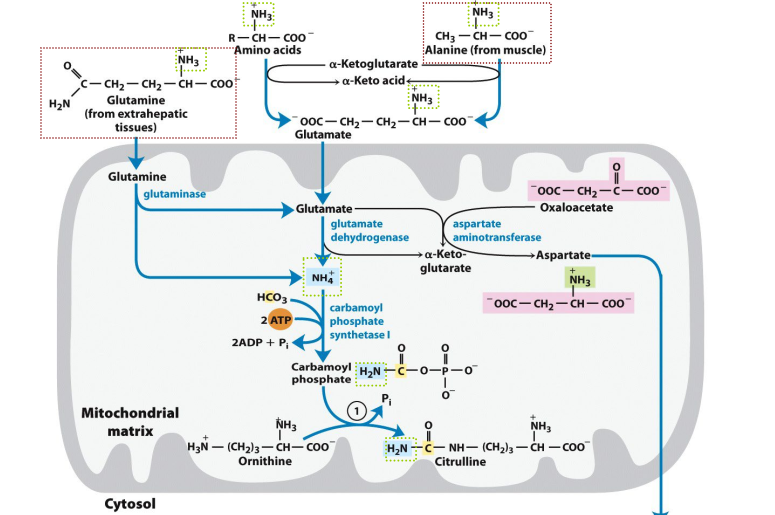 +
NH₃
R—CH—COO⁻
Amino acids
+
NH₃
CH₃—CH—COO⁻
Alanine (from muscle)
α-Ketoglutarate
α-Keto acid
O
+
NH₃
C—CH₂—CH₂—CH—COO⁻
H₂N
Glutamine
(from extrahepatic
tissues)
+
NH₃
⁻OOC—CH₂—CH₂—CH—COO⁻
Glutamate
Glutamine
glutaminase
Glutamate
glutamate
dehydrogenase
α-Keto-
glutarate
aspartate
aminotransferase
O
⁻OOC—CH₂—C—COO⁻
Oxaloacetate
Aspartate
+
NH₃
⁻OOC—CH₂—CH—COO⁻
NH₄⁺
HCO₃
2 ATP
2ADP + Pᵢ
carbamoyl
phosphate
synthetase I
Carbamoyl
phosphate
O O
H₂N—C—O—P—O⁻
O⁻
Pᵢ
1
Mitochondrial
matrix
+
NH₃
H₃N⁺—(CH₂)₃—CH—COO⁻
Ornithine
O
+
NH₃
H₂N—C—NH—(CH₂)₃—CH—COO⁻
Citrulline
Cytosol